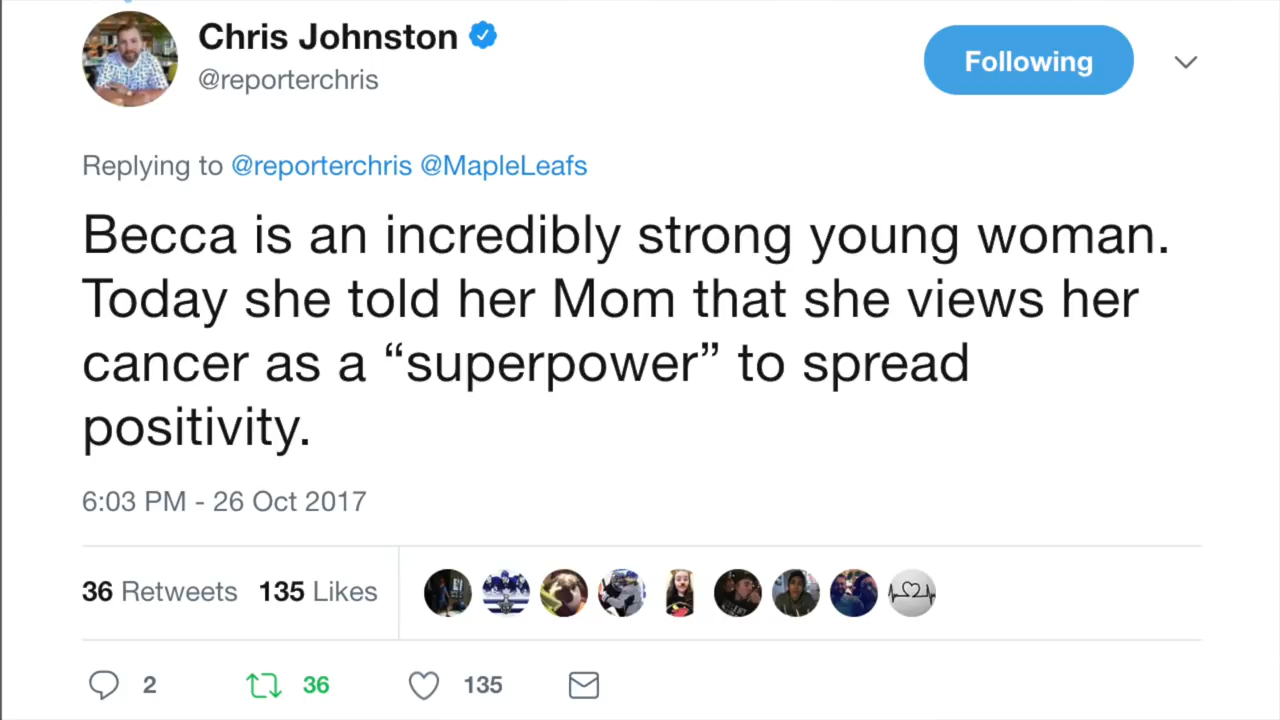 Chris Johnston
@reporterchris
Following
Replying to @reporterchris @MapleLeafs
Becca is an incredibly strong young woman.
Today she told her Mom that she views her
cancer as a “superpower” to spread
positivity.
6:03 PM - 26 Oct 2017
36 Retweets 135 Likes
2 36 135